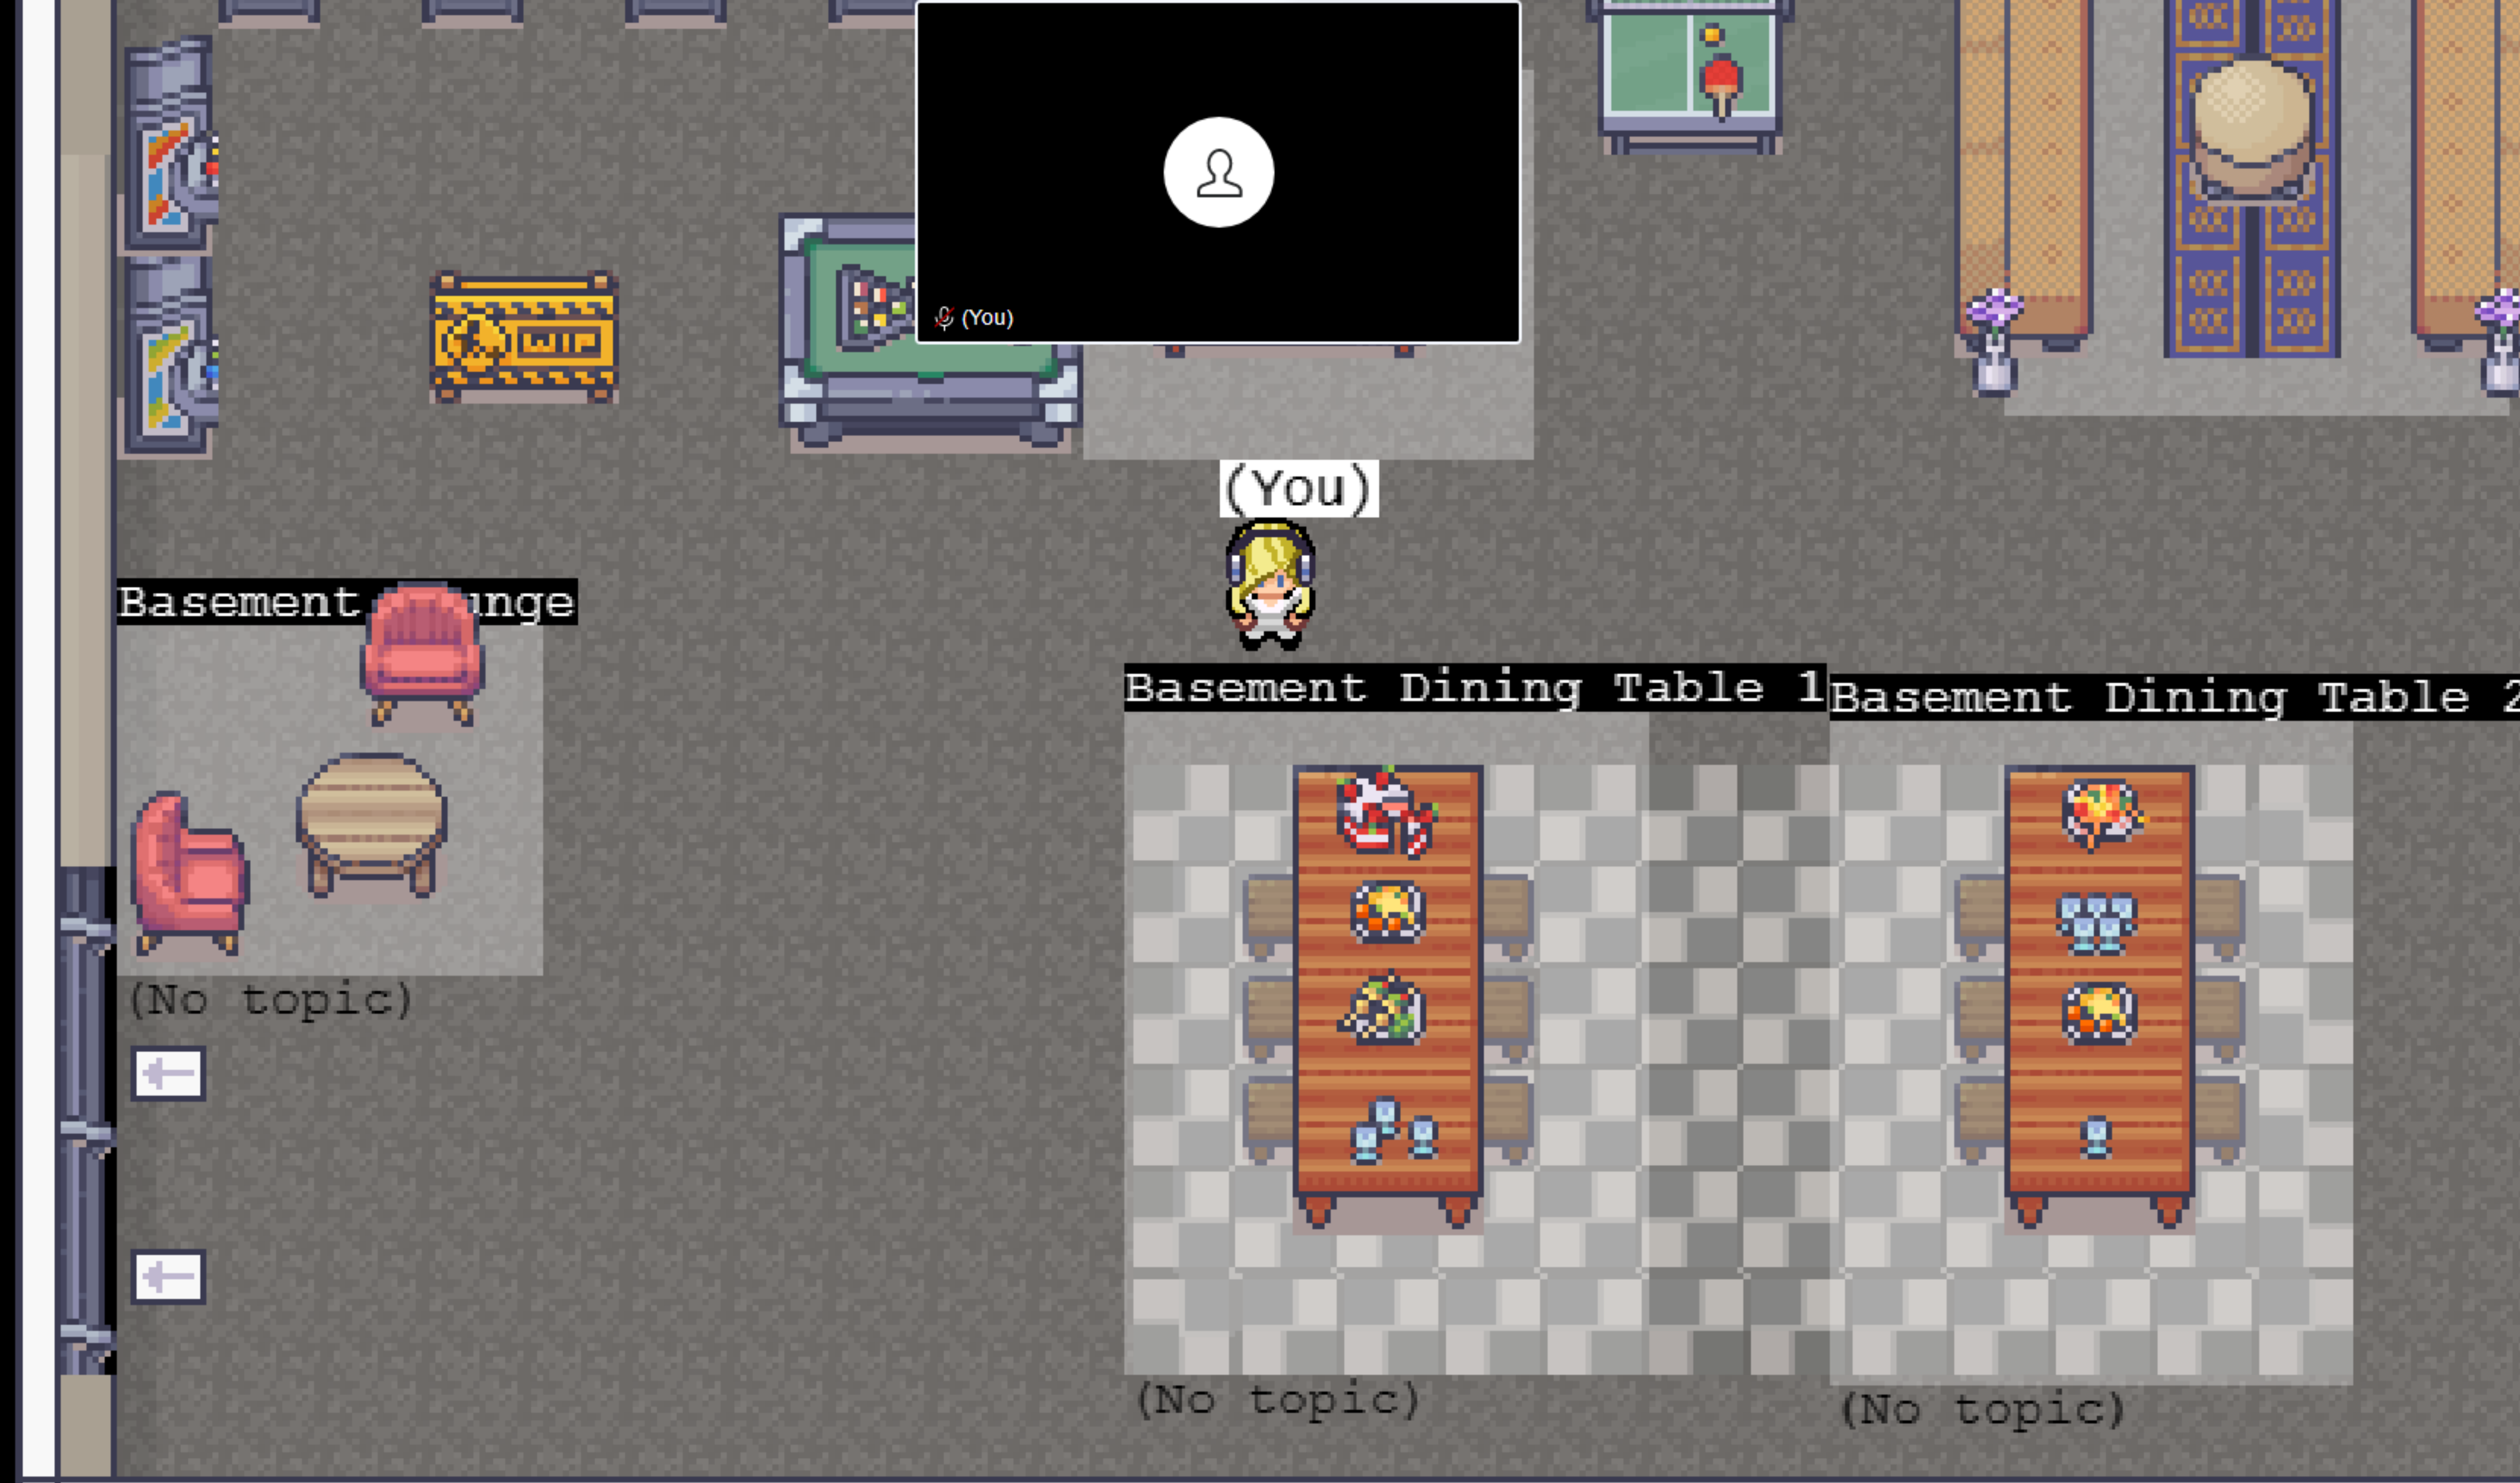 WIP
(You)
(You)
Basement unge
Basement Dining Table 1
Basement Dining Table 2
(No topic)
(No topic)
(No topic)